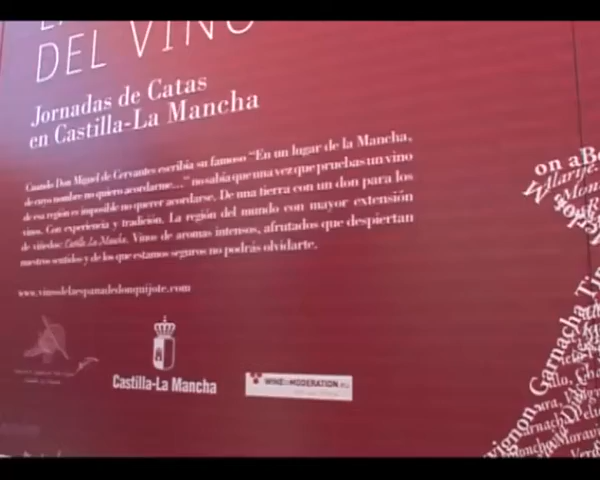 DEL VINO
Jornadas de Catas
en Castilla-La Mancha
Cuando Don Miguel de Cervantes escribía su famoso "En un lugar de la Mancha,
de cuyo nombre no quiero acordarme..." no sabía que una vez que pruebas un vino
de esa región es imposible no querer acordarse. De una tierra con un don para los
vinos. Con experiencia y tradición. La región del mundo con mayor extensión
de viñedos: Castilla La Mancha. Vinos de aromas intensos, afrutados que despiertan
nuestros sentidos y de los que estamos seguros no podrás olvidarte.
www.vinosdelaespanadedonquijote.com
Castilla-La Mancha
WINE in MODERATION.EU
on aBo
Garnacha Tin
vignon